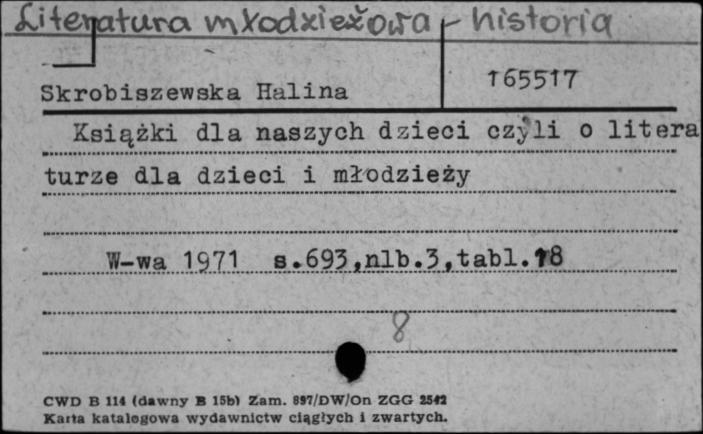 Literatura młodzieżowa - historia
Skrobiszewska Halina
165517
Książki dla naszych dzieci czyli o litera
turze dla dzieci i młodzieży
W-wa 1971 s.693,nlb.3,tabl.18
8
CWD B 114 (dawny B 15b) Zam. 897/DW/On ZGG 2542
Karta katalogowa wydawnictw ciągłych i zwartych.